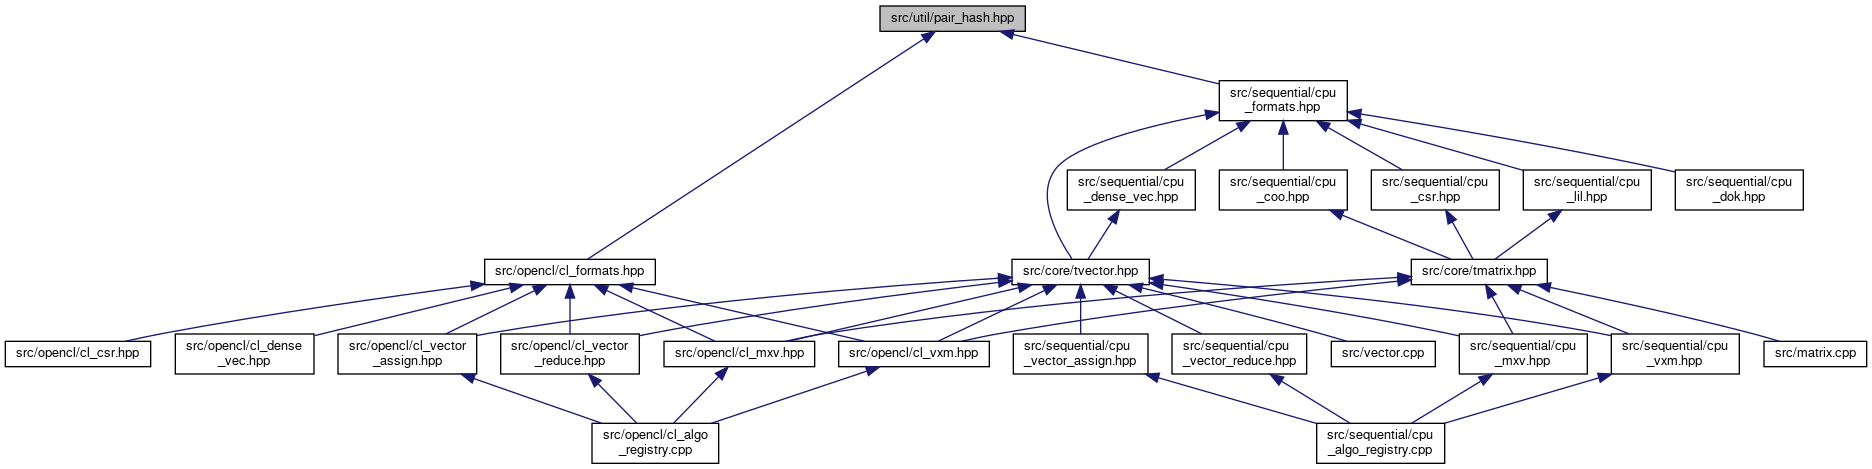 src/util/pair_hash.hpp
src/sequential/cpu
_formats.hpp
src/sequential/cpu
_dense_vec.hpp
src/sequential/cpu
_coo.hpp
src/sequential/cpu
_csr.hpp
src/sequential/cpu
_lil.hpp
src/sequential/cpu
_dok.hpp
src/opencl/cl_formats.hpp
src/core/tvector.hpp
src/core/tmatrix.hpp
src/opencl/cl_csr.hpp
src/opencl/cl_dense
_vec.hpp
src/opencl/cl_vector
_assign.hpp
src/opencl/cl_vector
_reduce.hpp
src/opencl/cl_mxv.hpp
src/opencl/cl_vxm.hpp
src/sequential/cpu
_vector_assign.hpp
src/sequential/cpu
_vector_reduce.hpp
src/vector.cpp
src/sequential/cpu
_mxv.hpp
src/sequential/cpu
_vxm.hpp
src/matrix.cpp
src/opencl/cl_algo
_registry.cpp
src/sequential/cpu
_algo_registry.cpp